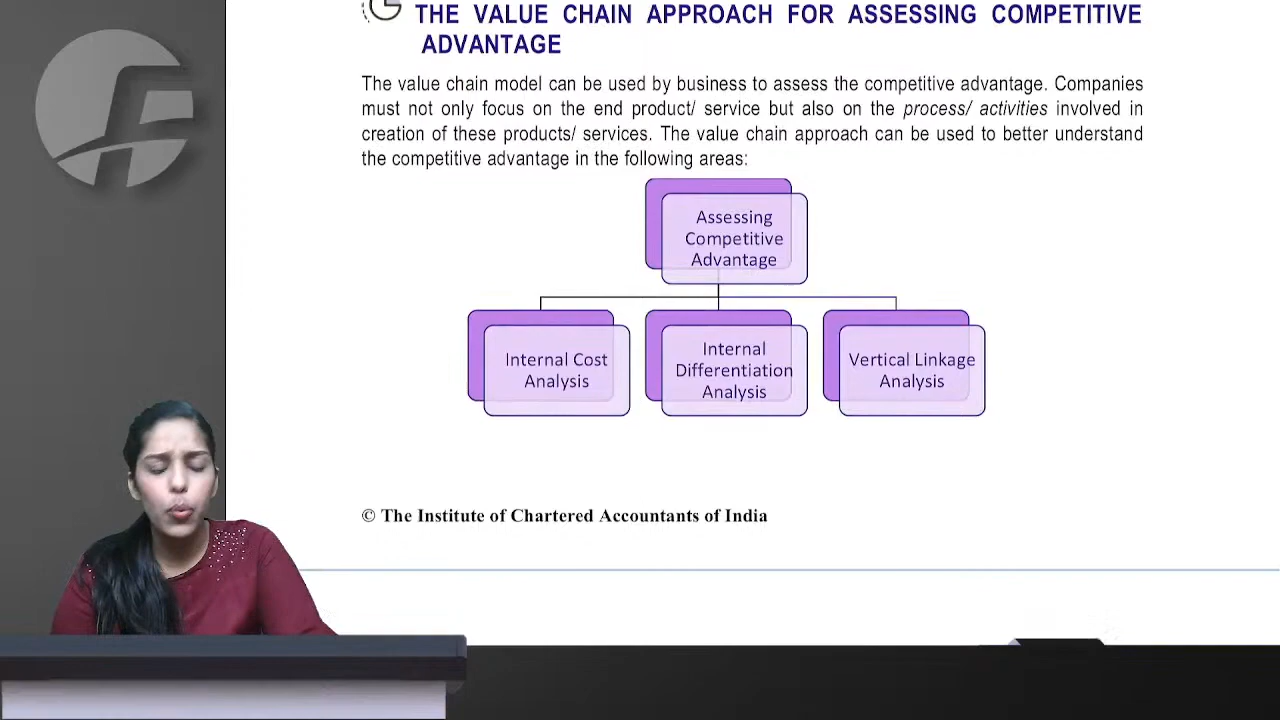 THE VALUE CHAIN APPROACH FOR ASSESSING COMPETITIVE
ADVANTAGE
The value chain model can be used by business to assess the competitive advantage. Companies
must not only focus on the end product/ service but also on the process/ activities involved in
creation of these products/ services. The value chain approach can be used to better understand
the competitive advantage in the following areas:
Assessing
Competitive
Advantage
Internal Cost
Analysis
Internal
Differentiation
Analysis
Vertical Linkage
Analysis
© The Institute of Chartered Accountants of India